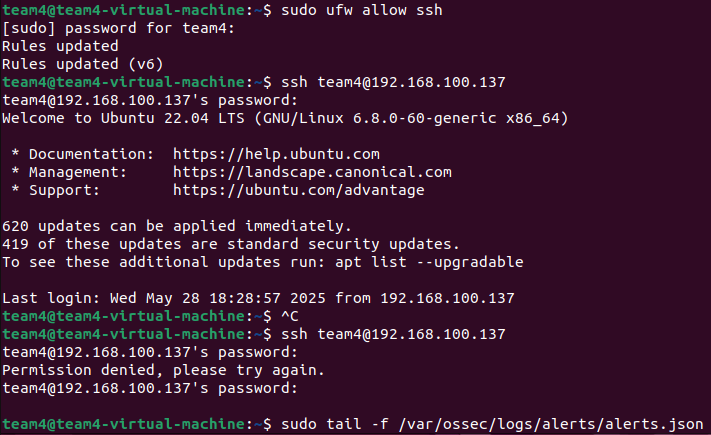 team4@team4-virtual-machine:~$ sudo ufw allow ssh
[sudo] password for team4:
Rules updated
Rules updated (v6)
team4@team4-virtual-machine:~$ ssh team4@192.168.100.137
team4@192.168.100.137's password:
Welcome to Ubuntu 22.04 LTS (GNU/Linux 6.8.0-60-generic x86_64)
* Documentation:  https://help.ubuntu.com
* Management:     https://landscape.canonical.com
* Support:        https://ubuntu.com/advantage
620 updates can be applied immediately.
419 of these updates are standard security updates.
To see these additional updates run: apt list --upgradable
Last login: Wed May 28 18:28:57 2025 from 192.168.100.137
team4@team4-virtual-machine:~$ ^C
team4@team4-virtual-machine:~$ ssh team4@192.168.100.137
team4@192.168.100.137's password:
Permission denied, please try again.
team4@192.168.100.137's password:
team4@team4-virtual-machine:~$ sudo tail -f /var/ossec/logs/alerts/alerts.json